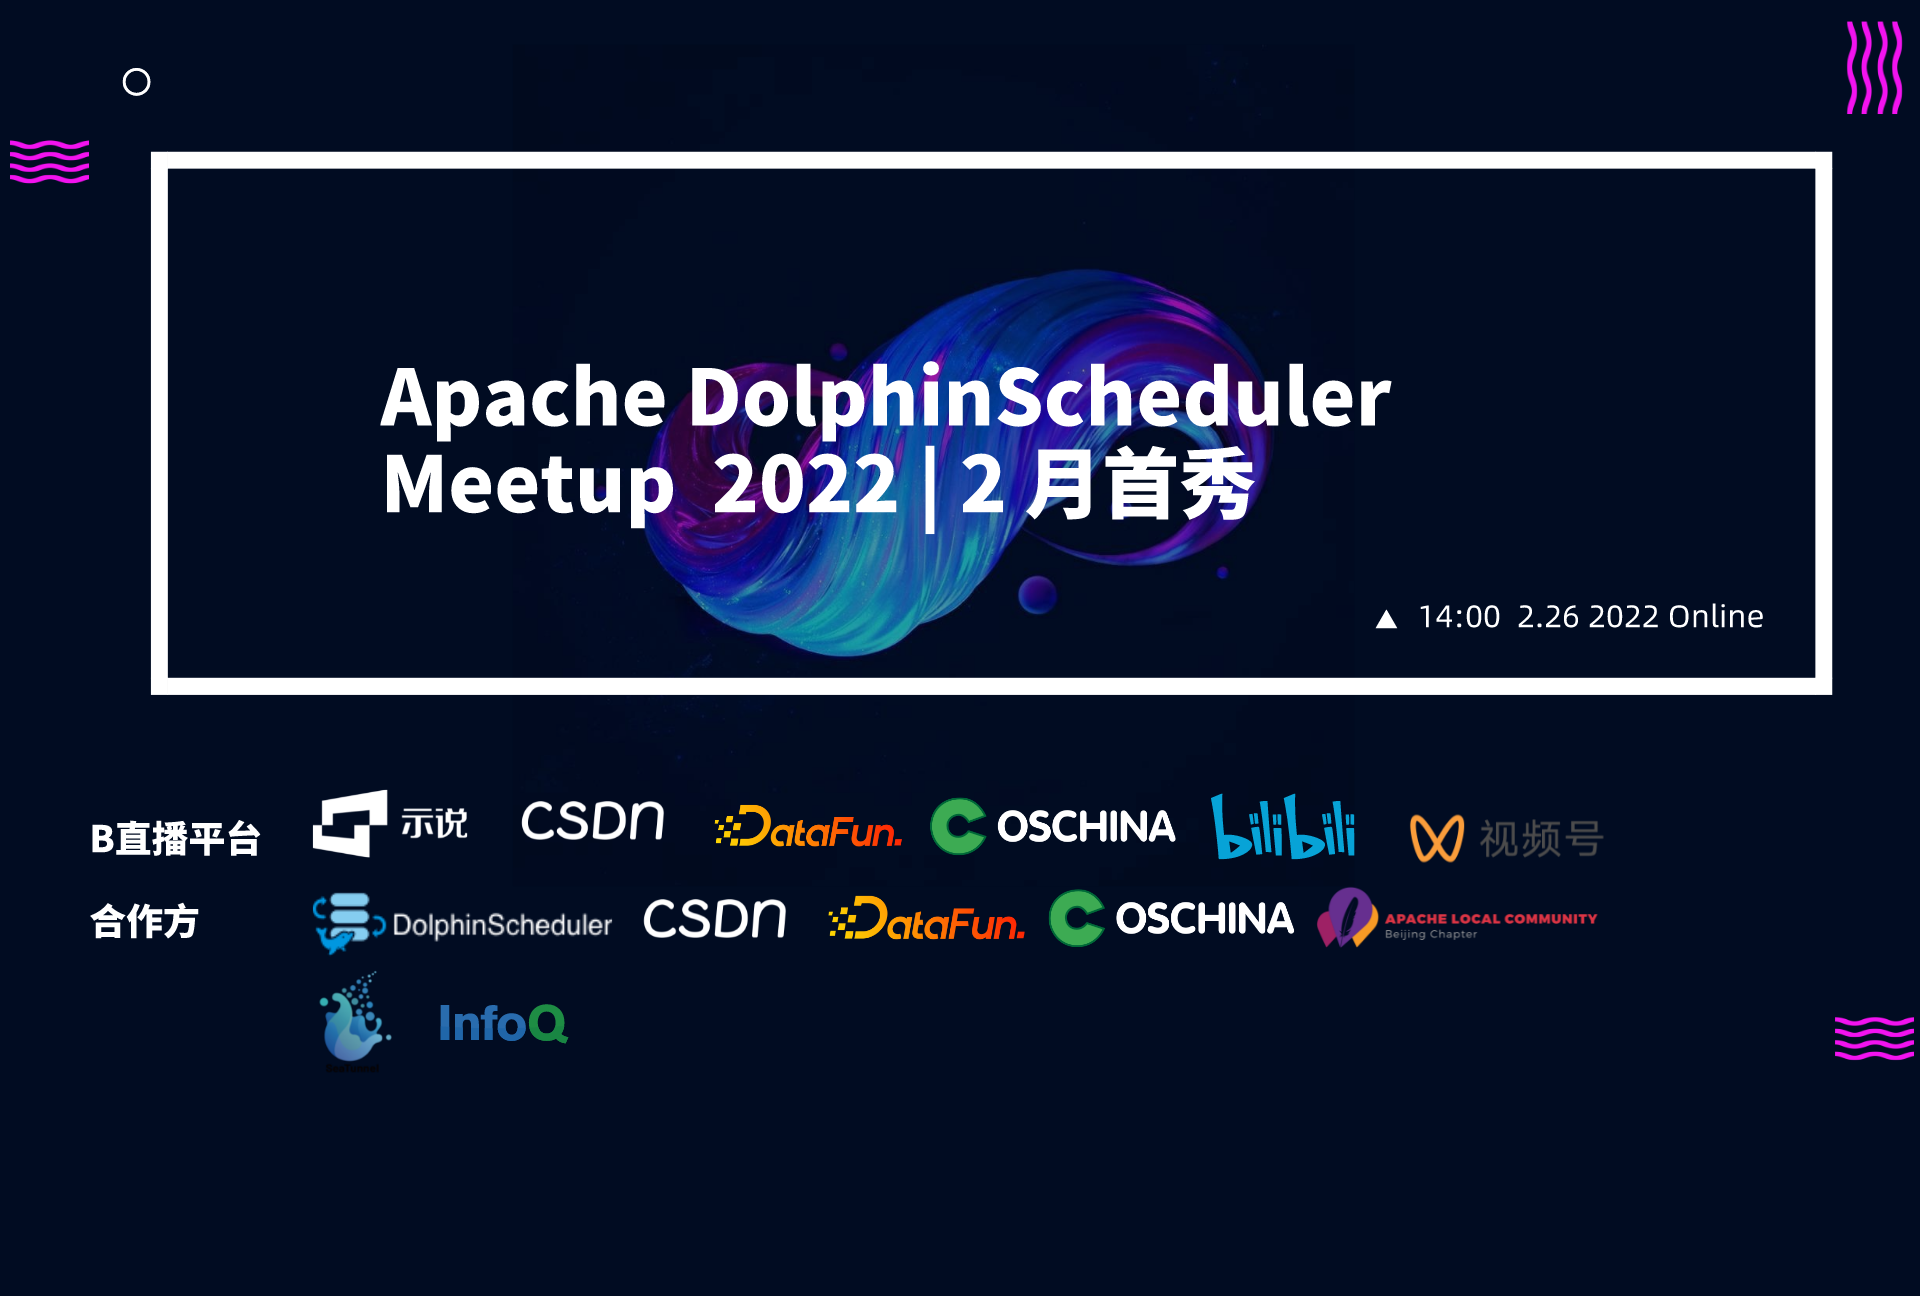 Apache DolphinScheduler
Meetup 2022 | 2 月首秀
▲ 14:00 2.26 2022 Online
B直播平台
示说
CSDN
DataFun.
OSCHINA
bilibili
视频号
合作方
DolphinScheduler
CSDN
DataFun.
OSCHINA
APACHE LOCAL COMMUNITY
Beijing Chapter
InfoQ